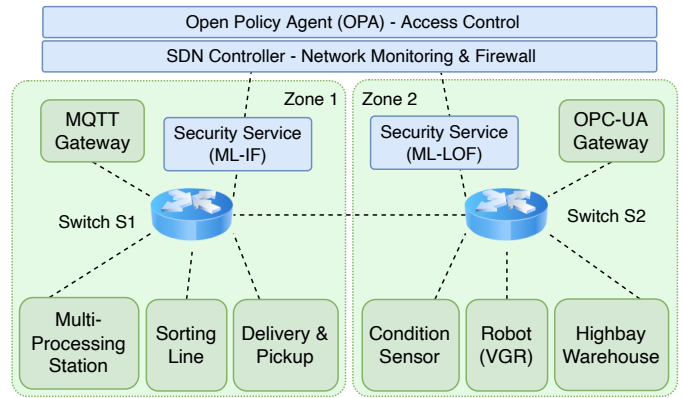 Open Policy Agent (OPA) - Access Control
SDN Controller - Network Monitoring & Firewall
Zone 1
Zone 2
MQTT
Gateway
Security Service
(ML-IF)
Security Service
(ML-LOF)
OPC-UA
Gateway
Switch S1
Switch S2
Multi-
Processing
Station
Sorting
Line
Delivery &
Pickup
Condition
Sensor
Robot
(VGR)
Highbay
Warehouse